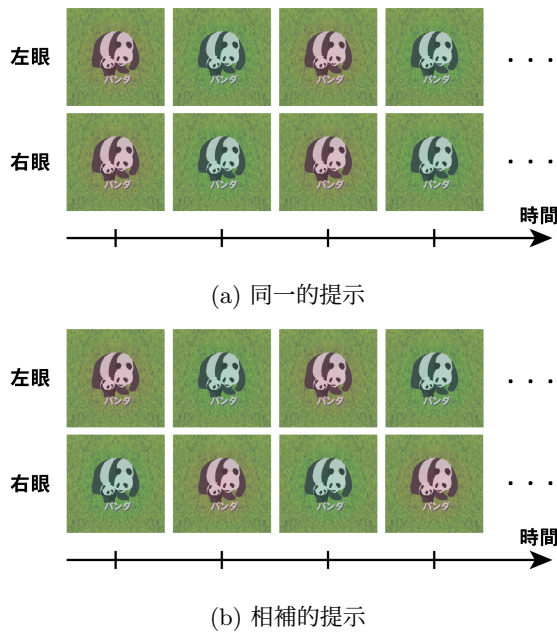 左眼
パンダ パンダ パンダ パンダ
. . .
右眼
パンダ パンダ パンダ パンダ
. . .
時間
(a) 同一的提示
左眼
パンダ パンダ パンダ パンダ
. . .
右眼
パンダ パンダ パンダ パンダ
. . .
時間
(b) 相補的提示